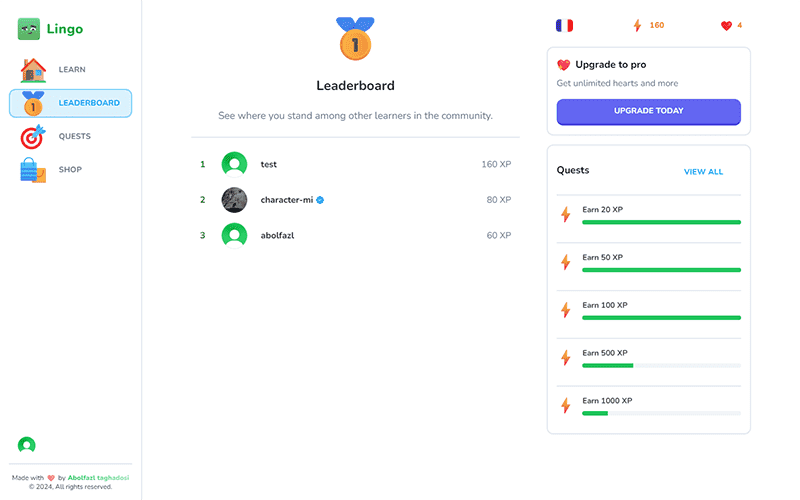 Lingo
LEARN
LEADERBOARD
QUESTS
SHOP
Made with ❤️ by Abolfazl taghadosi
© 2024, All rights reserved.
1
Leaderboard
See where you stand among other learners in the community.
1 test 160 XP
2 character-mi 80 XP
3 abolfazl 60 XP
160 4
Upgrade to pro
Get unlimited hearts and more
UPGRADE TODAY
Quests VIEW ALL
Earn 20 XP
Earn 50 XP
Earn 100 XP
Earn 500 XP
Earn 1000 XP